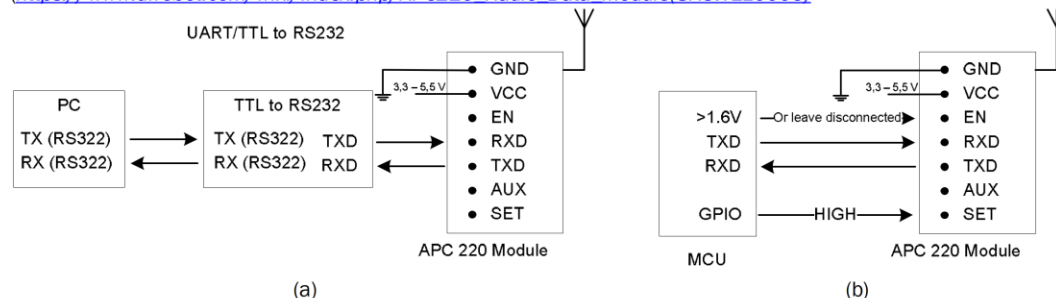 UART/TTL to RS232
PC
TX (RS322)
RX (RS322)
TTL to RS232
TX (RS322) TXD
RX (RS322) RXD
3,3 – 5,5 V
GND
VCC
EN
RXD
TXD
AUX
SET
APC 220 Module
(a)
>1.6V
TXD
RXD
GPIO
MCU
Or leave disconnected
HIGH
3,3 – 5,5 V
GND
VCC
EN
RXD
TXD
AUX
SET
APC 220 Module
(b)